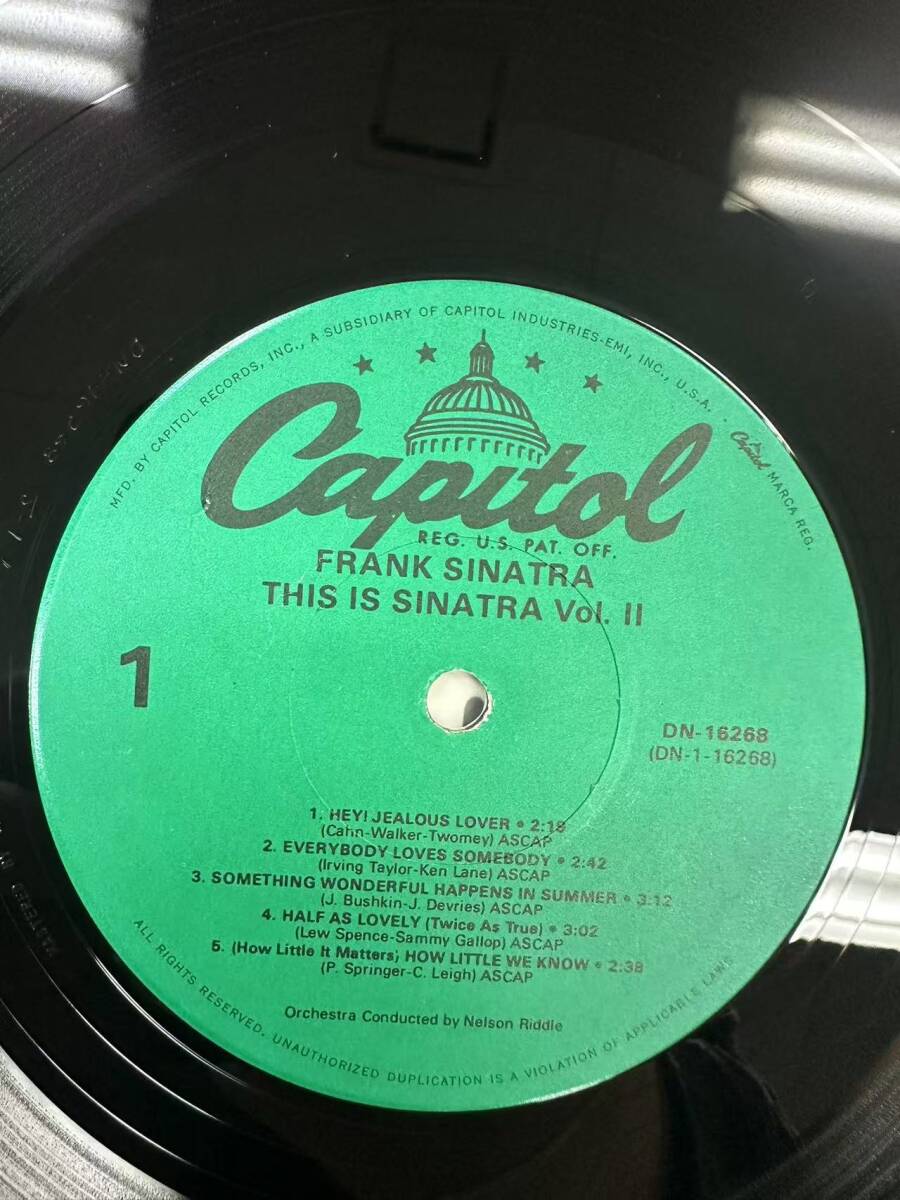 MFD. BY CAPITOL RECORDS, INC., A SUBSIDIARY OF CAPITOL INDUSTRIES-EMI, INC., U.S.A. · Capitol MARCA REG.
Capitol
REG. U.S. PAT. OFF.
FRANK SINATRA
THIS IS SINATRA Vol. II
1
DN-16268
(DN-1-16268)
1. HEY! JEALOUS LOVER • 2:18
(Cahn-Walker-Twomey) ASCAP
2. EVERYBODY LOVES SOMEBODY • 2:42
(Irving Taylor-Ken Lane) ASCAP
3. SOMETHING WONDERFUL HAPPENS IN SUMMER • 3:12
(J. Bushkin-J. Devries) ASCAP
4. HALF AS LOVELY (Twice As True) • 3:02
(Lew Spence-Sammy Gallop) ASCAP
5. (How Little It Matters) HOW LITTLE WE KNOW • 2:38
(P. Springer-C. Leigh) ASCAP
Orchestra Conducted by Nelson Riddle
ALL RIGHTS RESERVED. UNAUTHORIZED DUPLICATION IS A VIOLATION OF APPLICABLE LAWS
MASTERED